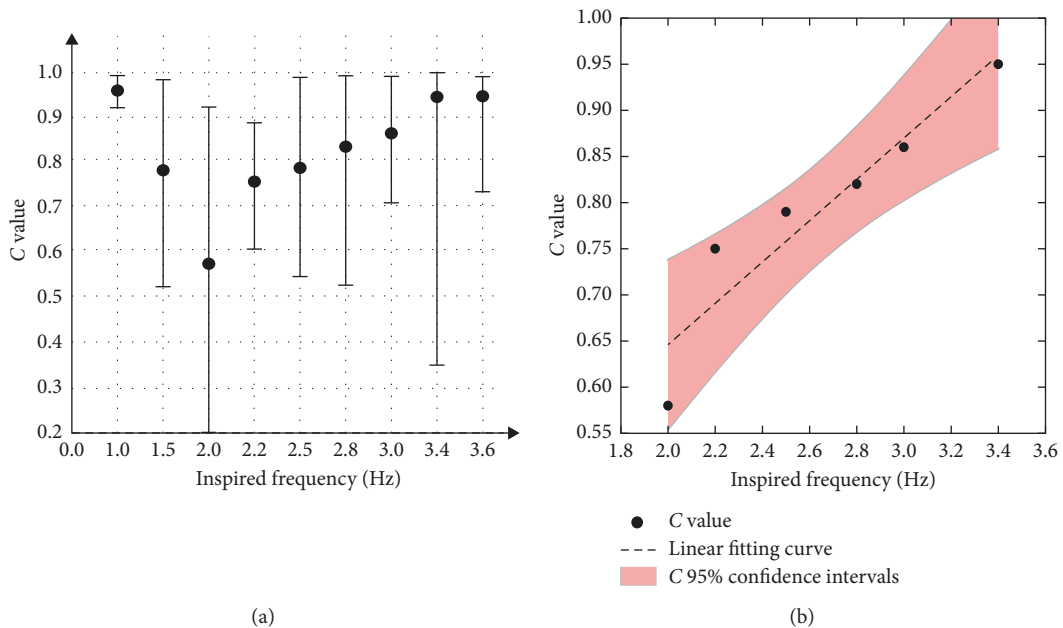 C value
1.0
0.9
0.8
0.7
0.6
0.5
0.4
0.3
0.2
0.0 1.0 1.5 2.0 2.2 2.5 2.8 3.0 3.4 3.6
Inspired frequency (Hz)
(a)
C value
1.00
0.95
0.90
0.85
0.80
0.75
0.70
0.65
0.60
0.55
1.8 2.0 2.2 2.4 2.6 2.8 3.0 3.2 3.4 3.6
Inspired frequency (Hz)
C value
Linear fitting curve
C 95% confidence intervals
(b)